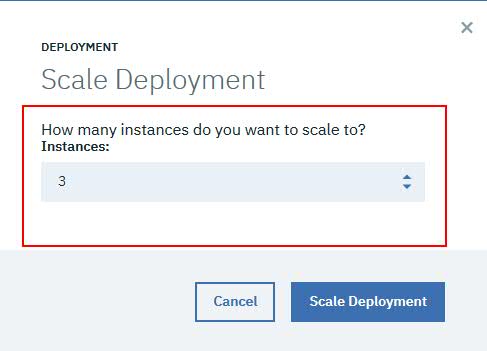 DEPLOYMENT
Scale Deployment
How many instances do you want to scale to?
Instances:
3
Cancel
Scale Deployment